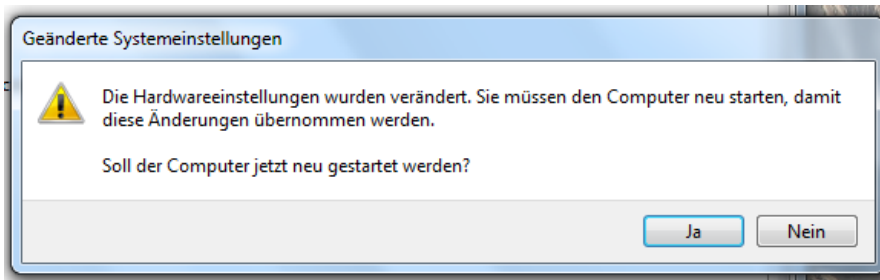 Geänderte Systemeinstellungen
Die Hardwareeinstellungen wurden verändert. Sie müssen den Computer neu starten, damit
diese Änderungen übernommen werden.
Soll der Computer jetzt neu gestartet werden?
Ja
Nein